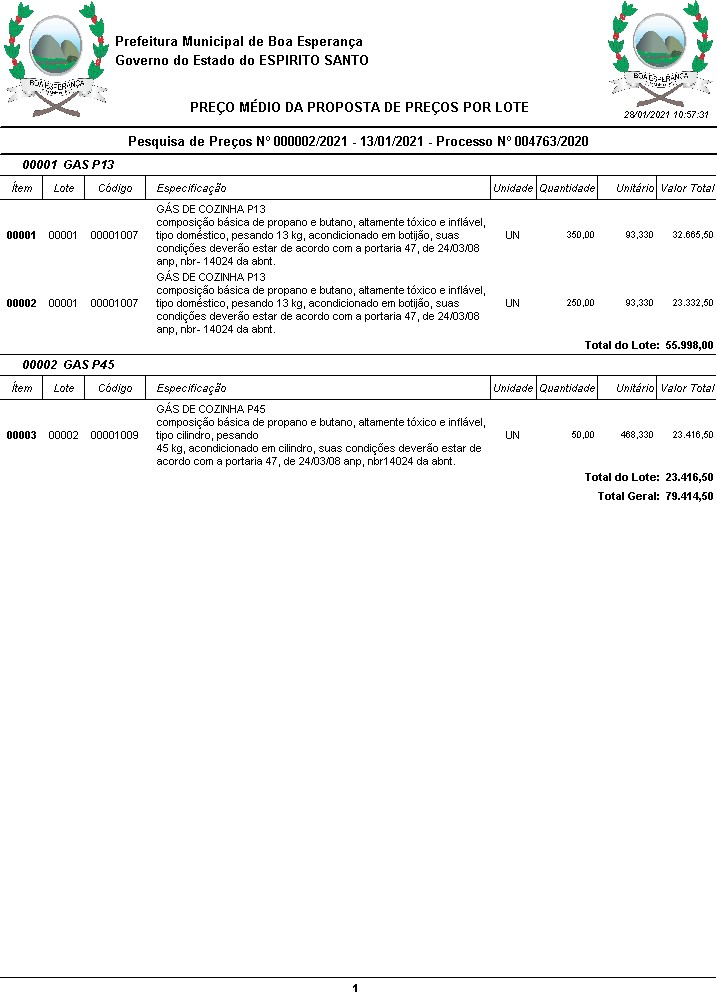 BOA ESPERANÇA
BOA ESPERANÇA
Prefeitura Municipal de Boa Esperança
Governo do Estado do ESPIRITO SANTO
PREÇO MÉDIO DA PROPOSTA DE PREÇOS POR LOTE
28/01/2021 10:57:31
Pesquisa de Preços Nº 000002/2021 - 13/01/2021 - Processo Nº 004763/2020
00001 GAS P13
Ítem Lote Código Especificação Unidade Quantidade Unitário Valor Total
GÁS DE COZINHA P13
composição básica de propano e butano, altamente tóxico e inflável,
00001 00001 00001007 tipo doméstico, pesando 13 kg, acondicionado em botijão, suas UN 350,00 93,330 32.665,50
condições deverão estar de acordo com a portaria 47, de 24/03/08
anp, nbr- 14024 da abnt.
GÁS DE COZINHA P13
composição básica de propano e butano, altamente tóxico e inflável,
00002 00001 00001007 tipo doméstico, pesando 13 kg, acondicionado em botijão, suas UN 250,00 93,330 23.332,50
condições deverão estar de acordo com a portaria 47, de 24/03/08
anp, nbr- 14024 da abnt.
Total do Lote: 55.998,00
00002 GAS P45
Ítem Lote Código Especificação Unidade Quantidade Unitário Valor Total
GÁS DE COZINHA P45
composição básica de propano e butano, altamente tóxico e inflável,
00003 00002 00001009 tipo cilindro, pesando UN 50,00 468,330 23.416,50
45 kg, acondicionado em cilindro, suas condições deverão estar de
acordo com a portaria 47, de 24/03/08 anp, nbr14024 da abnt.
Total do Lote: 23.416,50
Total Geral: 79.414,50
1